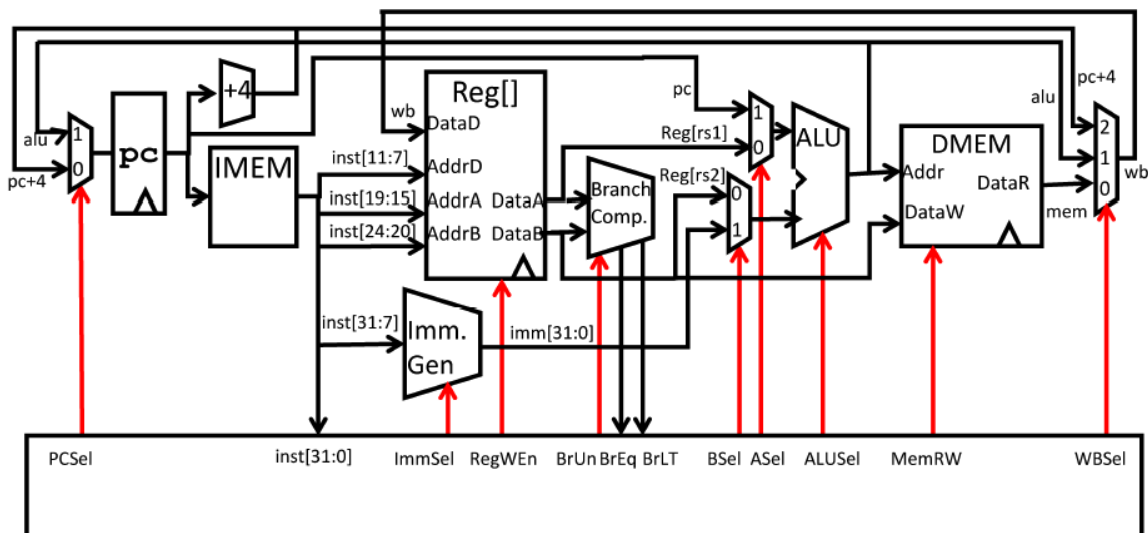 wb
pc+4
+4
Reg[]
pc
alu
ALU
DMEM
alu
1
pc
wb
DataD
Reg[rs1]
1
2
pc+4
0
IMEM
inst[11:7]
AddrD
0
Addr
1
wb
inst[19:15]
AddrA
DataA
Branch
Reg[rs2]
0
DataR
0
inst[24:20]
AddrB
DataB
Comp.
1
DataW
mem
inst[31:7]
Imm.
Gen
imm[31:0]
PCSel
inst[31:0]
ImmSel
RegWEn
BrUn
BrEq
BrLT
BSel
ASel
ALUSel
MemRW
WBSel